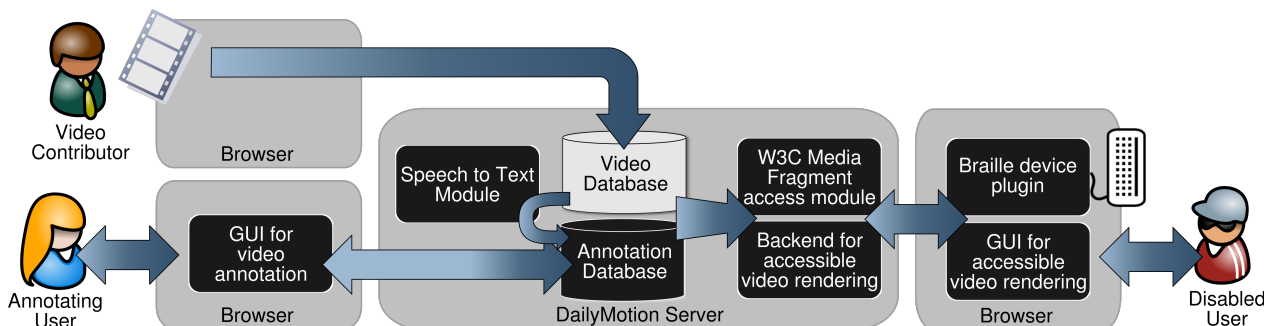 Video
Contributor
Browser
Annotating
User
GUI for
video
annotation
Browser
Speech to Text
Module
Video
Database
Annotation
Database
W3C Media
Fragment
access module
Backend for
accessible
video rendering
DailyMotion Server
Braille device
plugin
GUI for
accessible
video rendering
Browser
Disabled
User